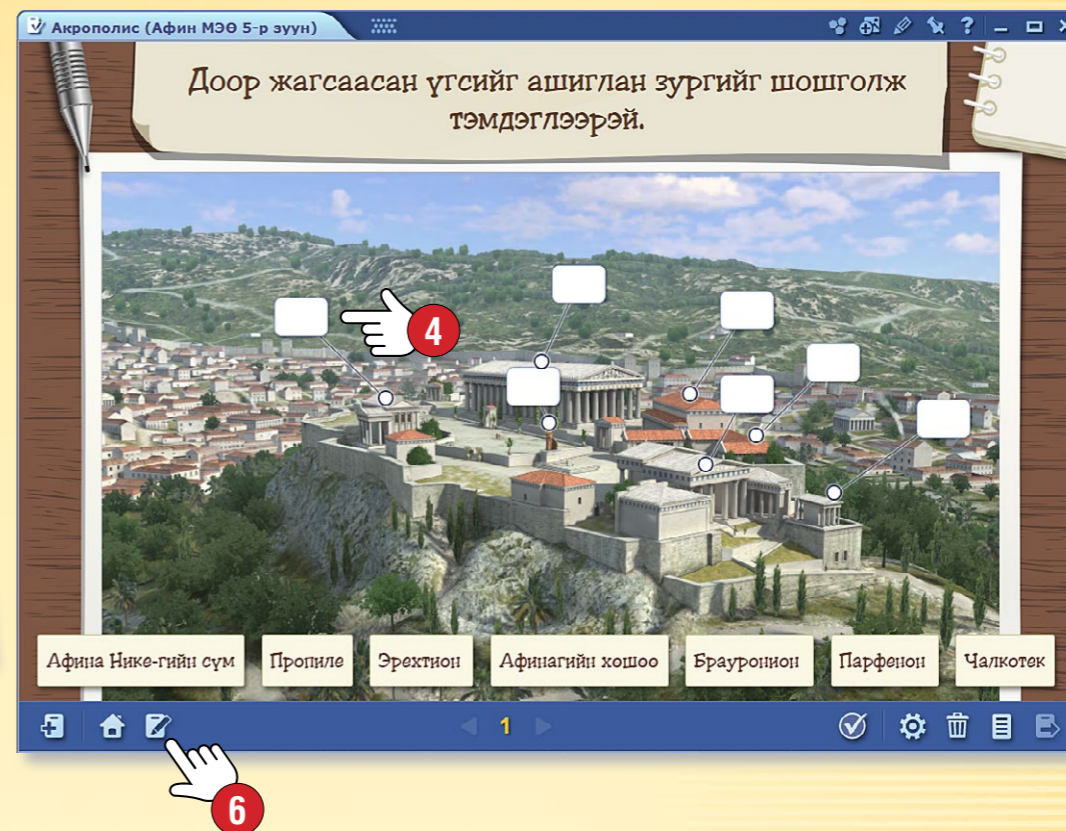 Акрополис (Афин МЭӨ 5-р зуун)
?
Доор жагсаасан үгсийг ашиглан зургийг шошголж
тэмдэглээрэй.
4
Афина Нике-гийн сүм
Пропиле
Эрехтион
Афинагийн хошоо
Брауронион
Парфенон
Чалкотек
1
6